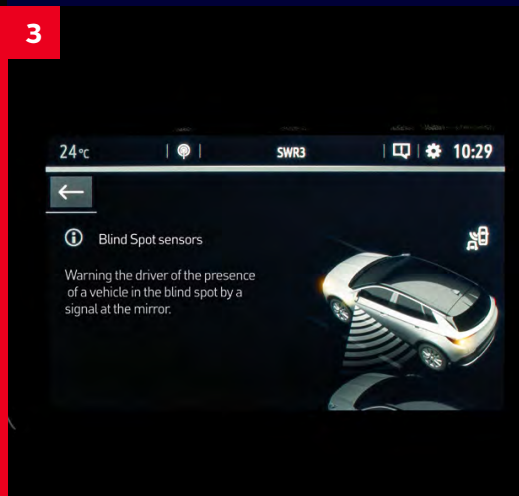 3
24°C
SWR3
10:29
Blind Spot sensors
Warning the driver of the presence
of a vehicle in the blind spot by a
signal at the mirror.